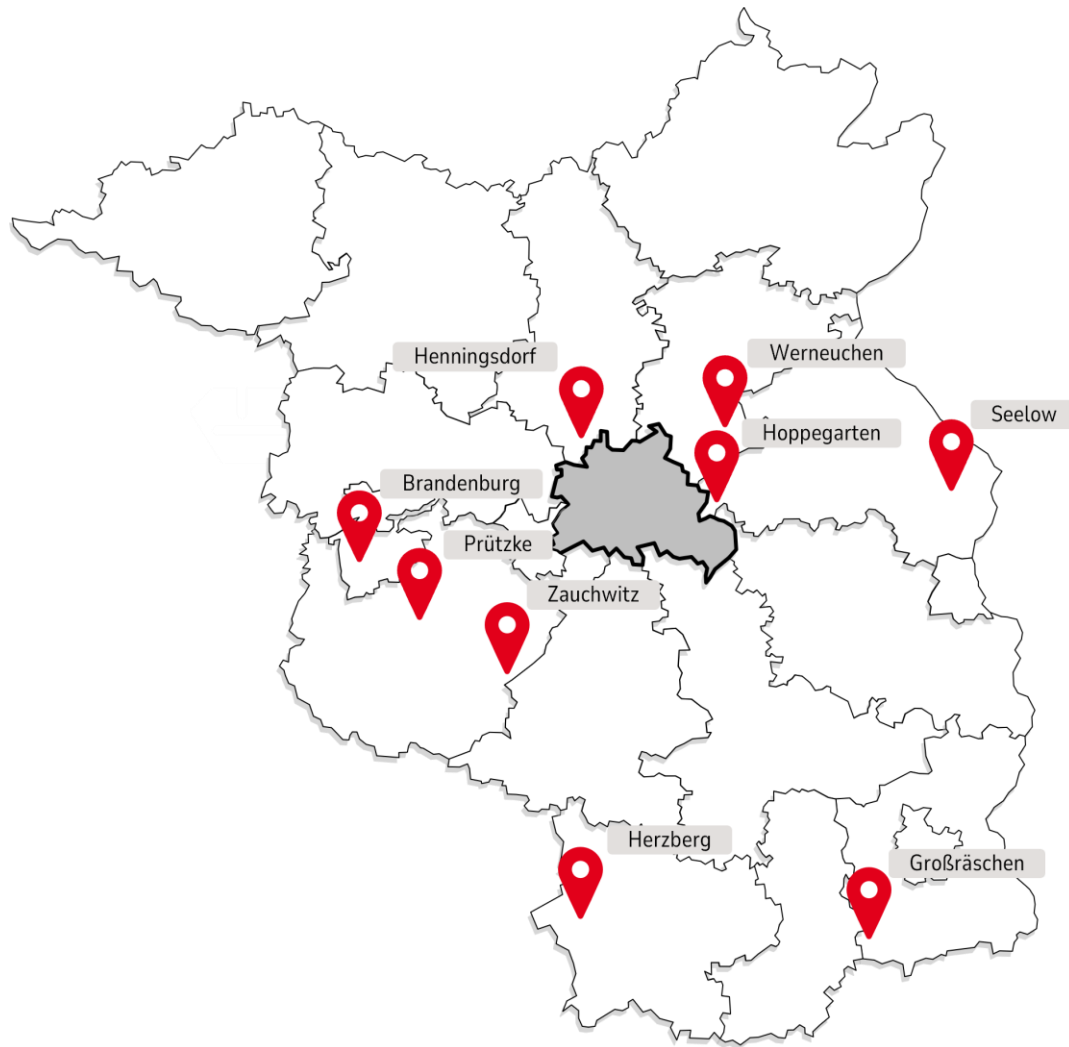 Henningsdorf
Werneuchen
Seelow
Hoppegarten
Brandenburg
Prützke
Zauchwitz
Herzberg
Großräschen